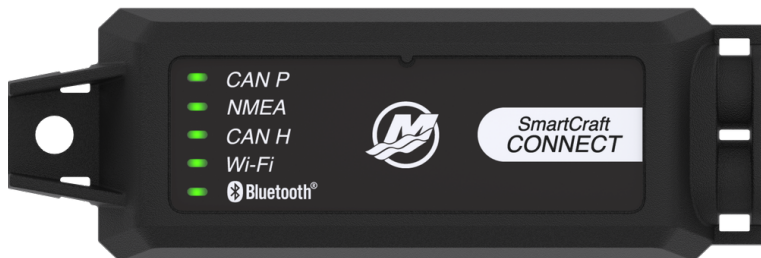 CAN P
NMEA
CAN H
Wi-Fi
Bluetooth®
M
SmartCraft
CONNECT